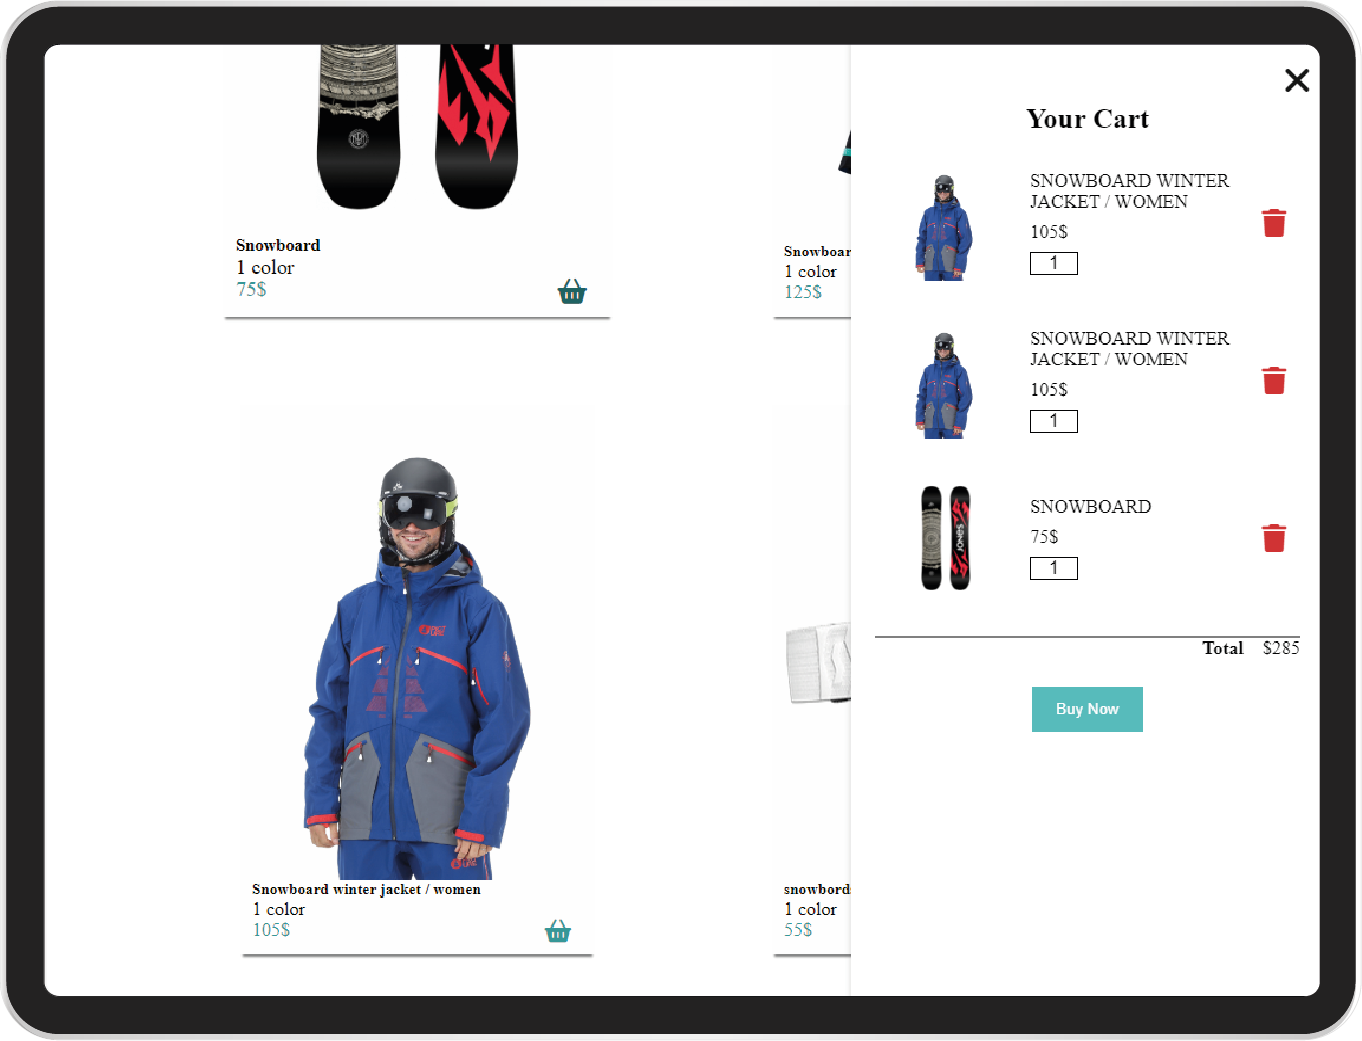 Snowboard
1 color
75$
Snowboar
1 color
125$
Snowboard winter jacket / women
1 color
105$
snowbord
1 color
55$
Your Cart
SNOWBOARD WINTER
JACKET / WOMEN
105$
1
SNOWBOARD WINTER
JACKET / WOMEN
105$
1
SNOWBOARD
75$
1
Total $285
Buy Now